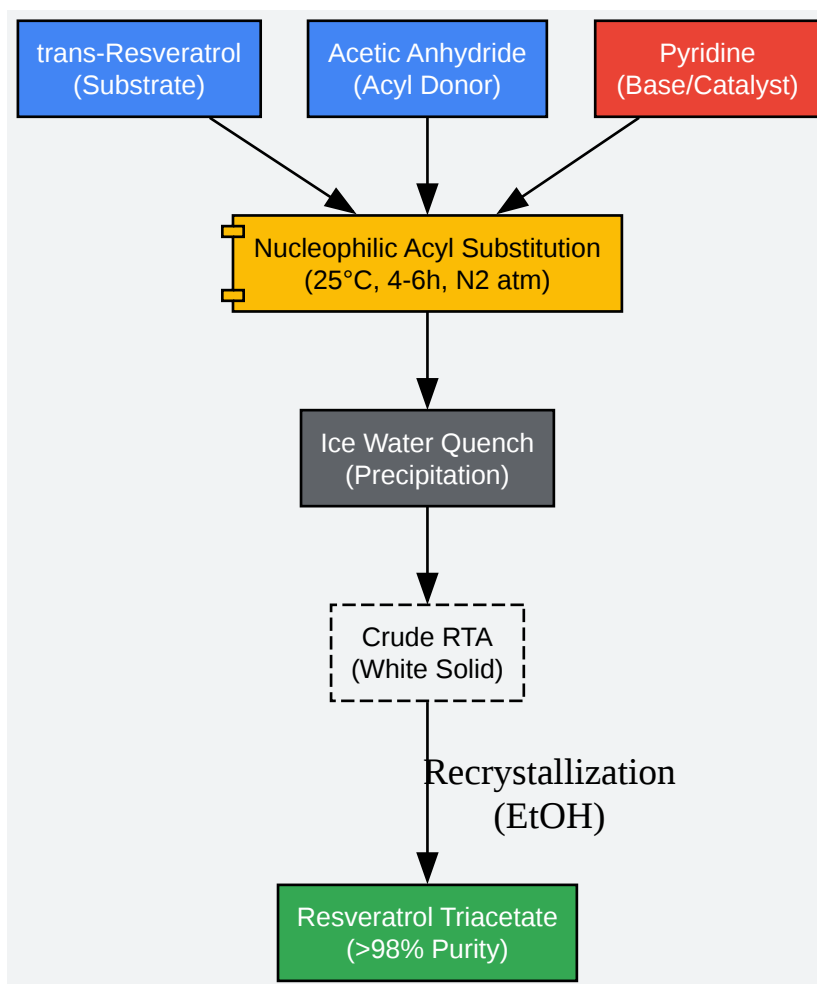 trans-Resveratrol
(Substrate)
Acetic Anhydride
(Acyl Donor)
Pyridine
(Base/Catalyst)
Nucleophilic Acyl Substitution
(25°C, 4-6h, N2 atm)
Ice Water Quench
(Precipitation)
Crude RTA
(White Solid)
Recrystallization
(EtOH)
Resveratrol Triacetate
(>98% Purity)